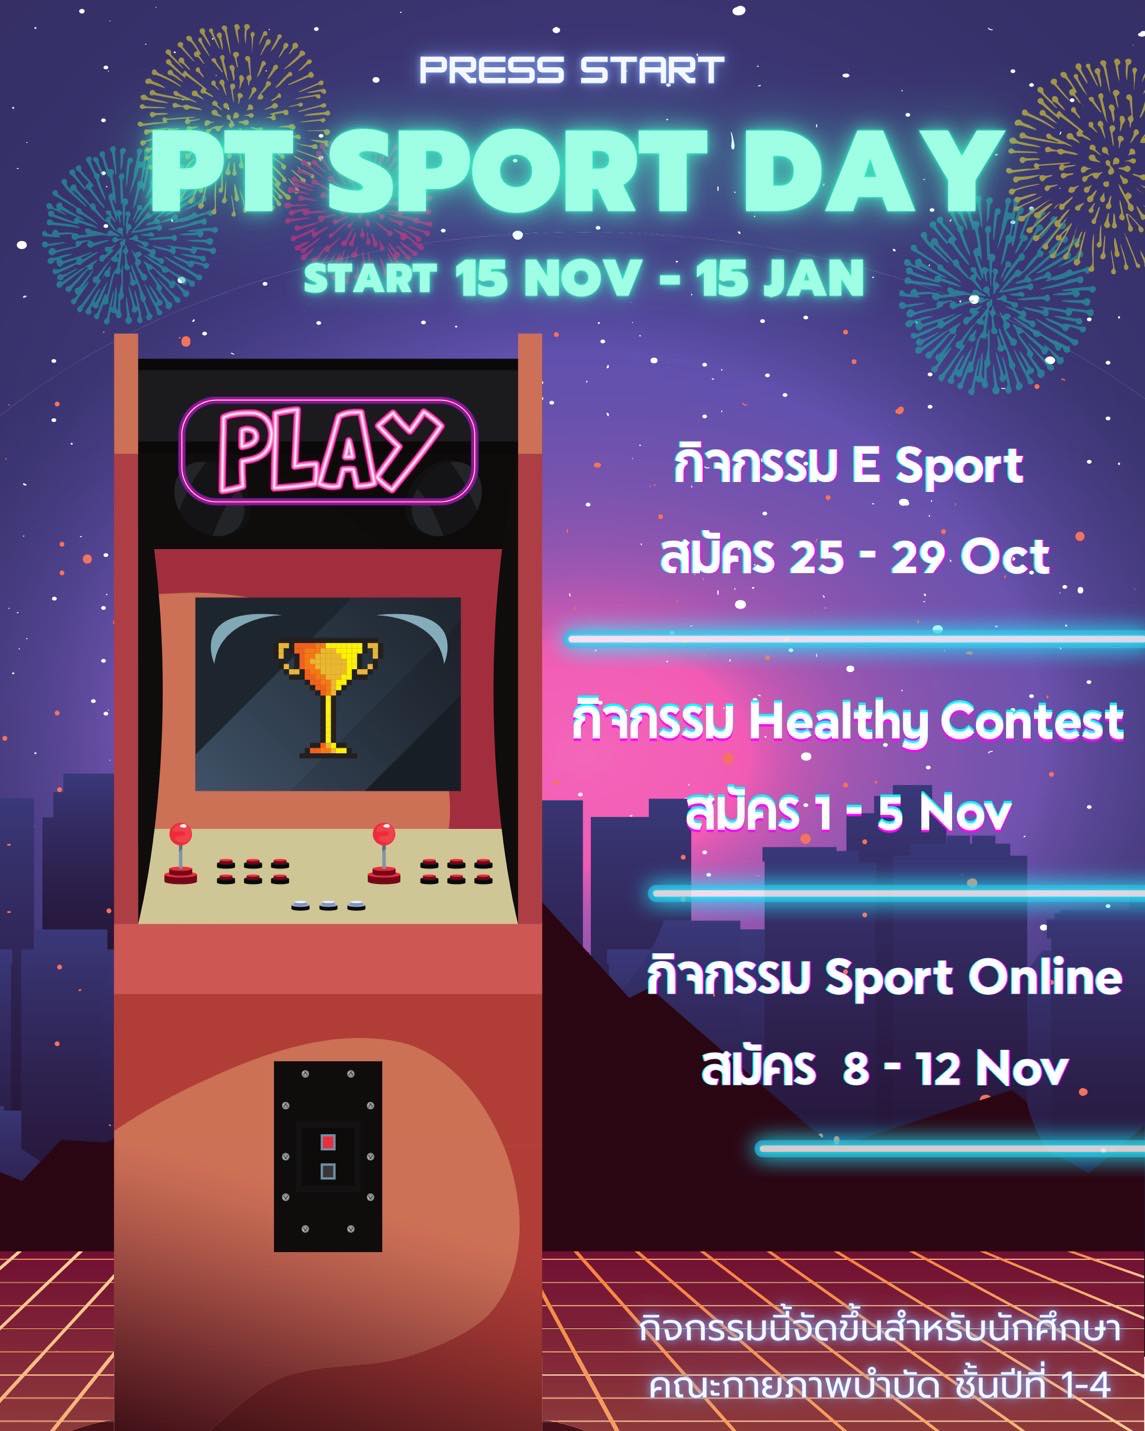 PRESS START
PT SPORT DAY
START 15 NOV - 15 JAN
PLAY
กิจกรรม E Sport
สมัคร 25 - 29 Oct
กิจกรรม Healthy Contest
สมัคร 1 - 5 Nov
กิจกรรม Sport Online
สมัคร 8 - 12 Nov
กิจกรรมนี้จัดขึ้นสำหรับนักศึกษา
คณะกายภาพบำบัด ชั้นปีที่ 1-4